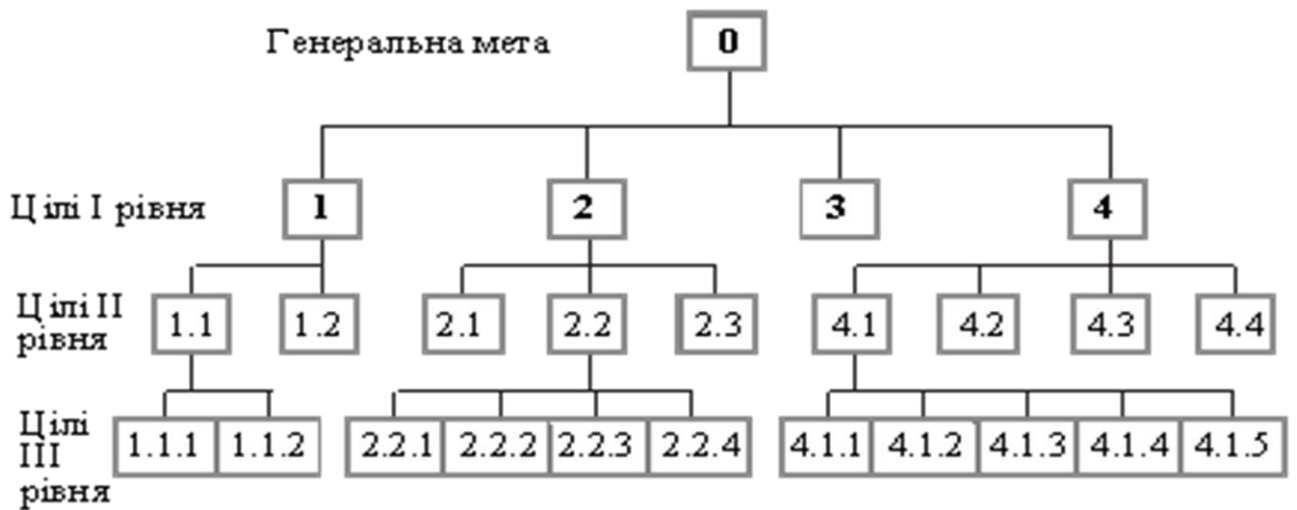 Генеральна мета 0
Цілі I рівня 1 2 3 4
Цілі II
рівня
1.1 1.2 2.1 2.2 2.3 4.1 4.2 4.3 4.4
Цілі
III
рівня
1.1.1 1.1.2 2.2.1 2.2.2 2.2.3 2.2.4 4.1.1 4.1.2 4.1.3 4.1.4 4.1.5